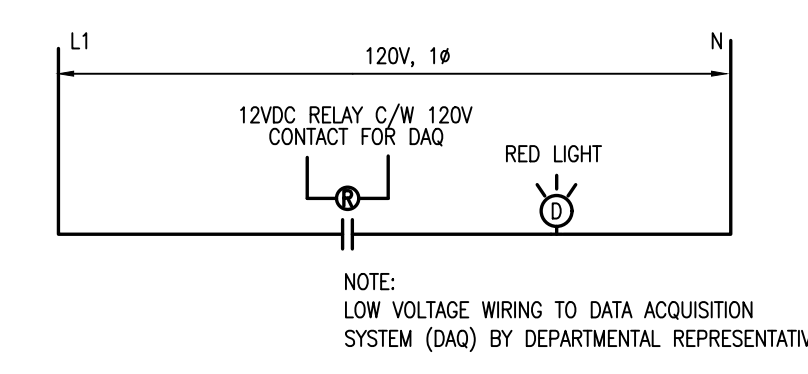 L1
N
120V, 1ø
12VDC RELAY C/W 120V
CONTACT FOR DAQ
RED LIGHT
R
D
NOTE:
LOW VOLTAGE WIRING TO DATA ACQUISITION
SYSTEM (DAQ) BY DEPARTMENTAL REPRESENTATIV